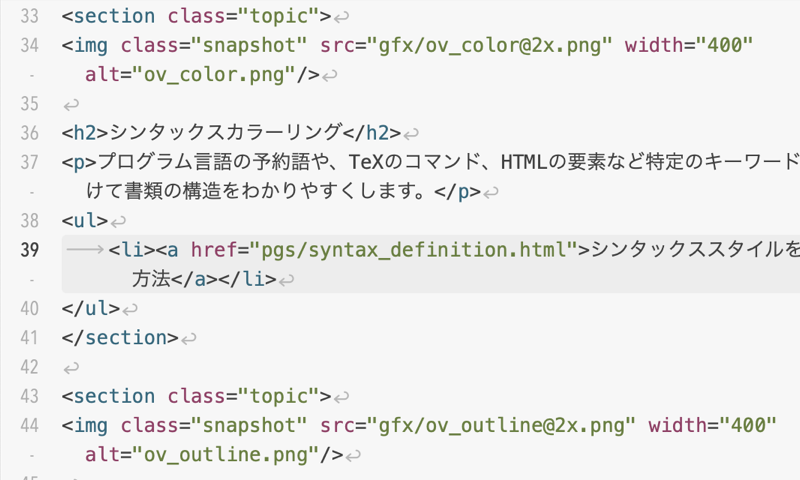 33 <section class="topic">↩
34 <img class="snapshot" src="gfx/ov_color@2x.png" width="400"
- alt="ov_color.png"/>↩
35 ↩
36 <h2>シンタックスカラーリング</h2>↩
37 <p>プログラム言語の予約語や、TeXのコマンド、HTMLの要素など特定のキーワード
- けて書類の構造をわかりやすくします。</p>↩
38 <ul>↩
39 <li><a href="pgs/syntax_definition.html">シンタックススタイルを
- 方法</a></li>↩
40 </ul>↩
41 </section>↩
42 ↩
43 <section class="topic">↩
44 <img class="snapshot" src="gfx/ov_outline@2x.png" width="400"
- alt="ov_outline.png"/>↩